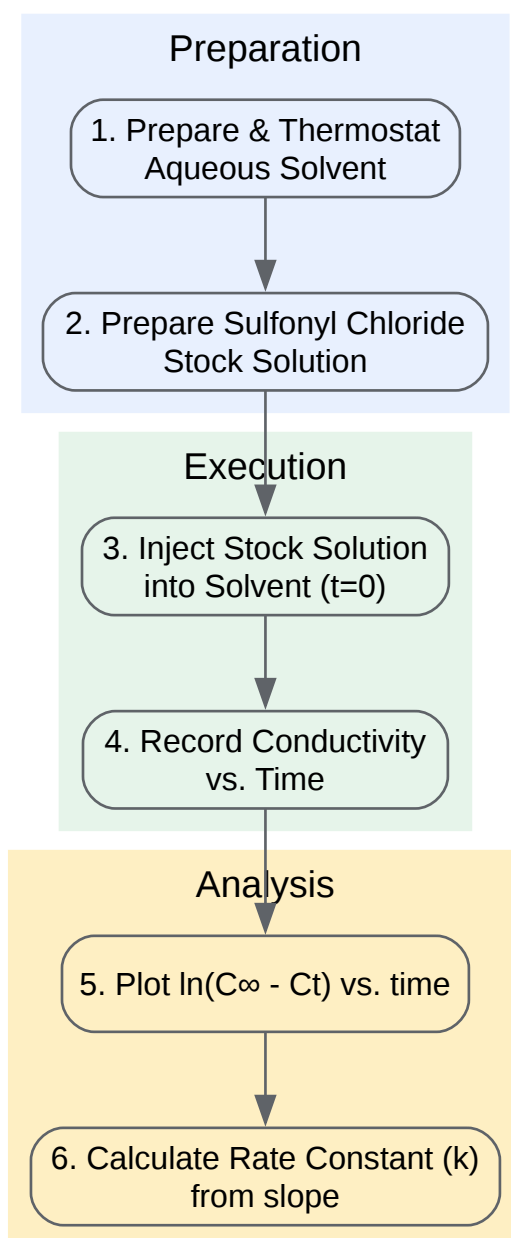 Preparation
1. Prepare & Thermostat
Aqueous Solvent
2. Prepare Sulfonyl Chloride
Stock Solution
Execution
3. Inject Stock Solution
into Solvent (t=0)
4. Record Conductivity
vs. Time
Analysis
5. Plot ln(C∞ - Ct) vs. time
6. Calculate Rate Constant (k)
from slope